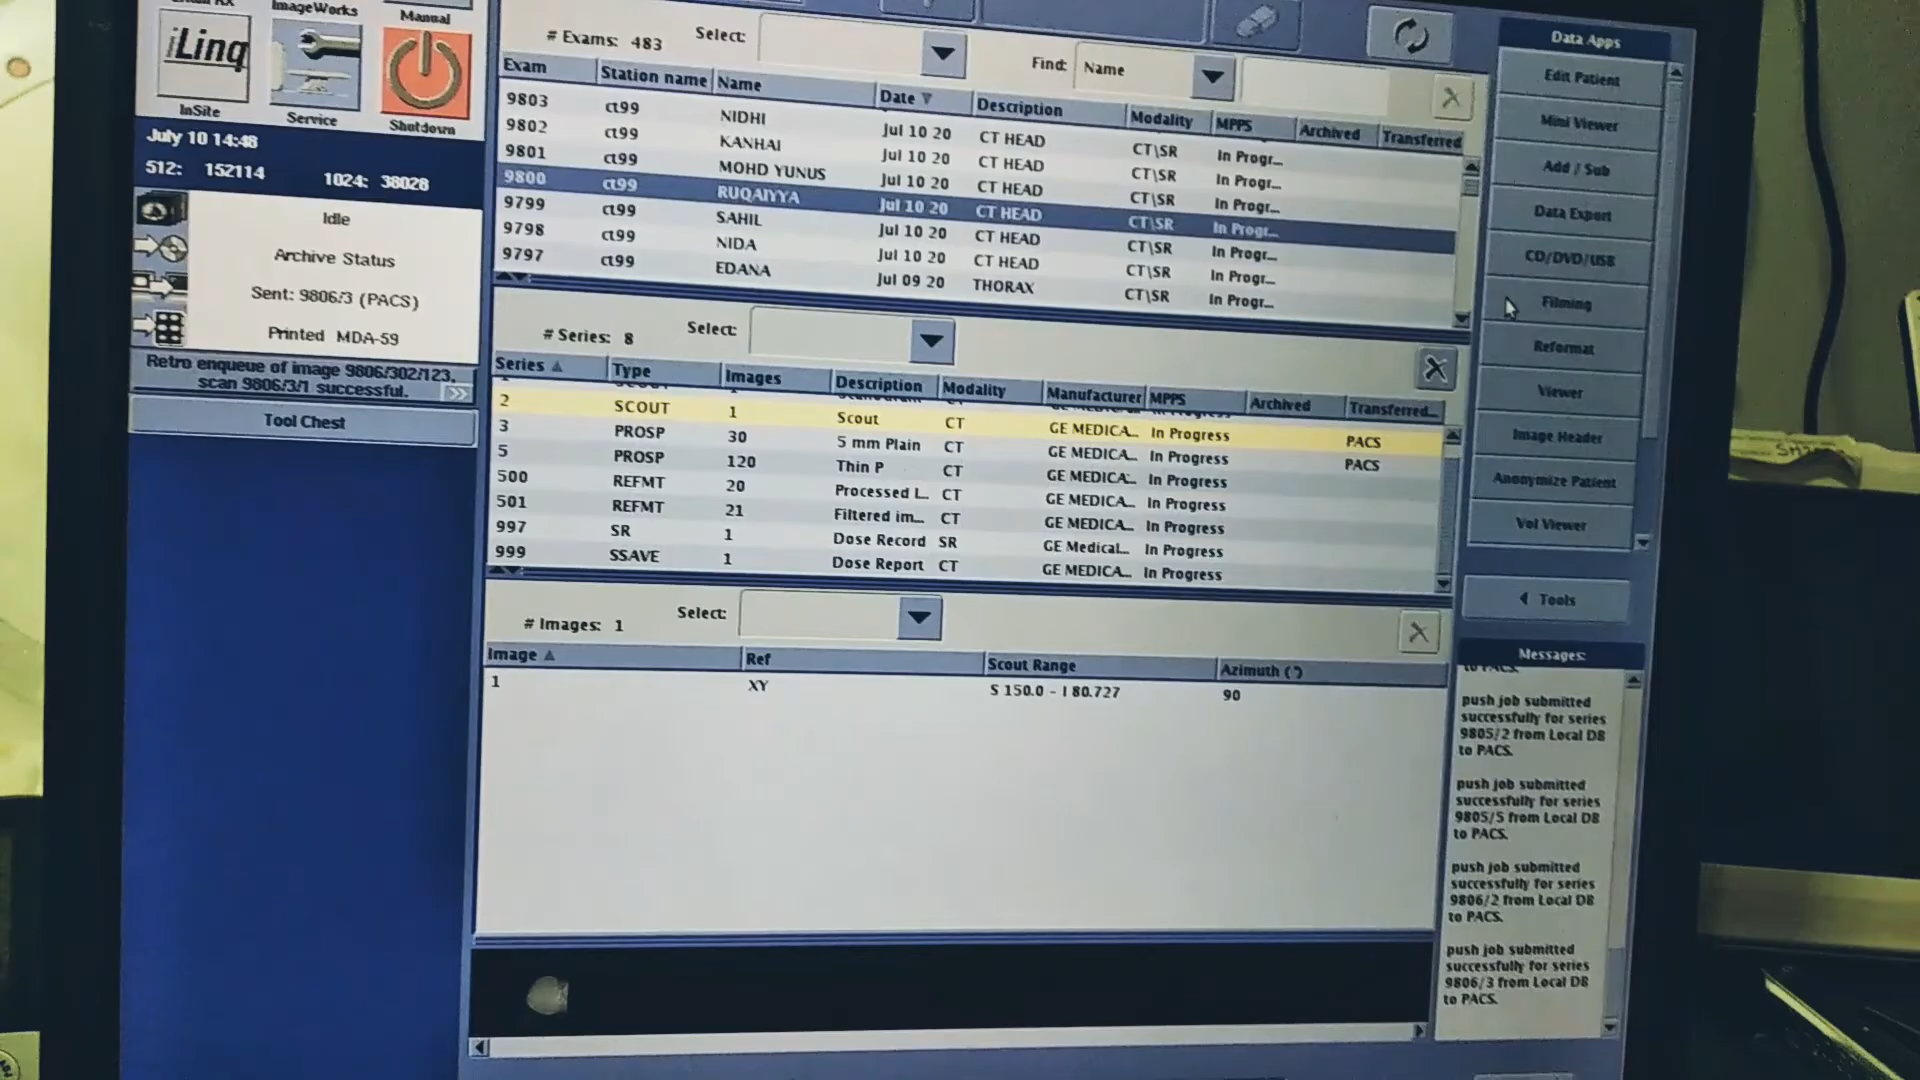 ImageWorks
Manual
iLinq
InSite
Service
Shutdown
July 10 14:48
512: 152114 1024: 38028
Idle
Archive Status
Sent: 9806/3 (PACS)
Printed MDA-59
Retro enqueue of image 9806/302/123,
scan 9806/3/1 successful.
Tool Chest
# Exams: 483 Select: Find: Name
Exam Station name Name Date Description Modality MPPS Archived Transferred
9803 ct99 NIDHI Jul 10 20 CT HEAD CT\SR In Progr...
9802 ct99 KANHAI Jul 10 20 CT HEAD CT\SR In Progr...
9801 ct99 MOHD YUNUS Jul 10 20 CT HEAD CT\SR In Progr...
9800 ct99 RUQAIYYA Jul 10 20 CT HEAD CT\SR In Progr...
9799 ct99 SAHIL Jul 10 20 CT HEAD CT\SR In Progr...
9798 ct99 NIDA Jul 10 20 CT HEAD CT\SR In Progr...
9797 ct99 EDANA Jul 09 20 THORAX CT\SR In Progr...
# Series: 8 Select:
Series Type Images Description Modality Manufacturer MPPS Archived Transferred...
2 SCOUT 1 Scout CT GE MEDICA... In Progress PACS
3 PROSP 30 5 mm Plain CT GE MEDICA... In Progress PACS
5 PROSP 120 Thin P CT GE MEDICA... In Progress
500 REFMT 20 Processed I... CT GE MEDICA... In Progress
501 REFMT 21 Filtered im... CT GE MEDICA... In Progress
997 SR 1 Dose Record SR GE Medical... In Progress
999 SSAVE 1 Dose Report CT GE MEDICA... In Progress
# Images: 1 Select:
Image Ref Scout Range Azimuth (°)
1 XY S 150.0 - I 80.727 90
Data Apps
Edit Patient
Mini Viewer
Add / Sub
Data Export
CD/DVD/USB
Filming
Reformat
Viewer
Image Header
Anonymize Patient
Vol Viewer
Tools
Messages:
to PACS.
push job submitted
successfully for series
9805/2 from Local DB
to PACS.
push job submitted
successfully for series
9805/5 from Local DB
to PACS.
push job submitted
successfully for series
9806/2 from Local DB
to PACS.
push job submitted
successfully for series
9806/3 from Local DB
to PACS.